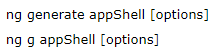 ng generate appShell [options]
ng g appShell [options]